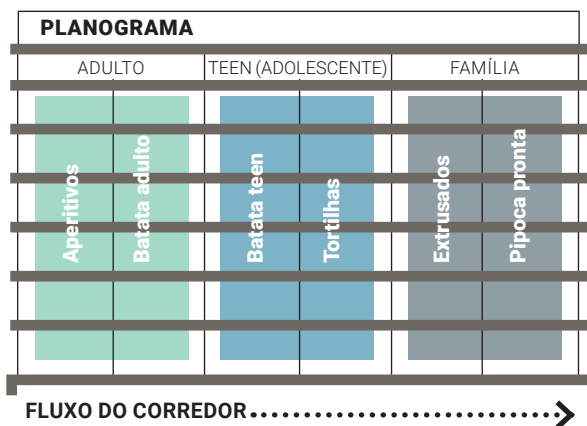 PLANOGRAMA
ADULTO
TEEN (ADOLESCENTE)
FAMÍLIA
Aperitivos
Batata adulto
Batata teen
Tortilhas
Extrusados
Pipoca pronta
FLUXO DO CORREDOR